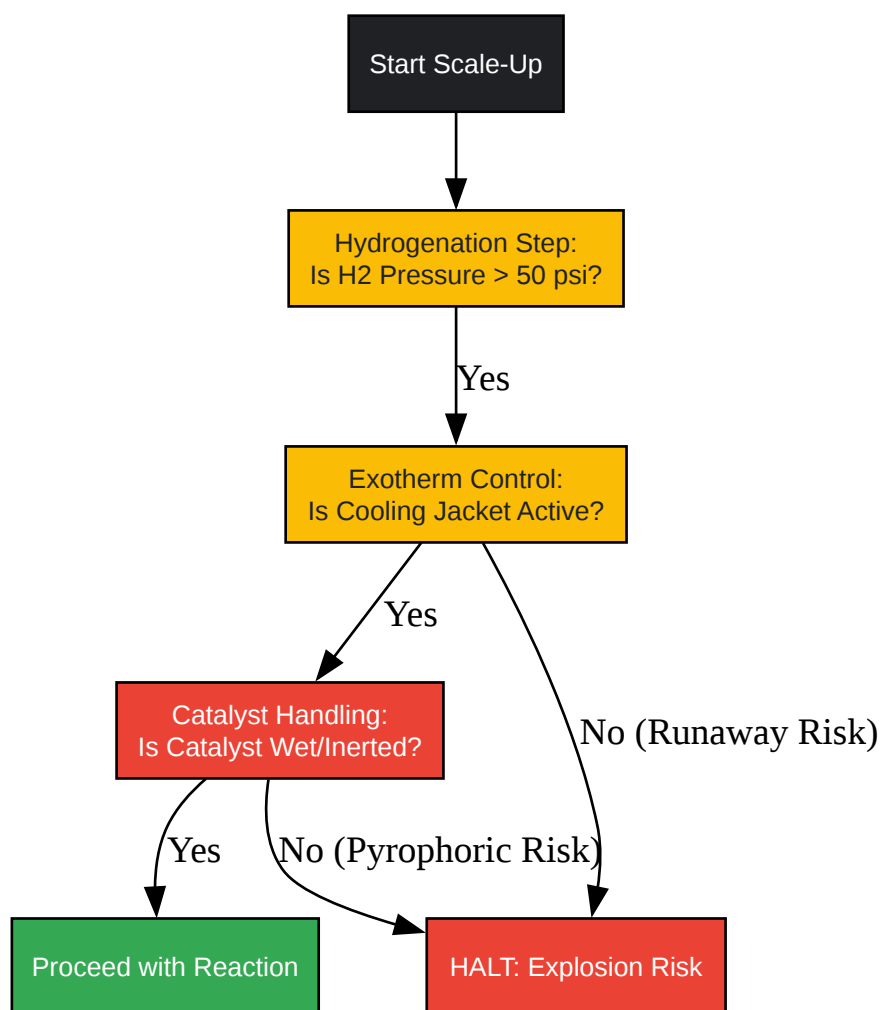 Start Scale-Up
Hydrogenation Step:
Is H2 Pressure > 50 psi?
Yes
Exotherm Control:
Is Cooling Jacket Active?
Yes
Catalyst Handling:
Is Catalyst Wet/Inerted?
No (Runaway Risk)
Yes
No (Pyrophoric Risk)
Proceed with Reaction
HALT: Explosion Risk